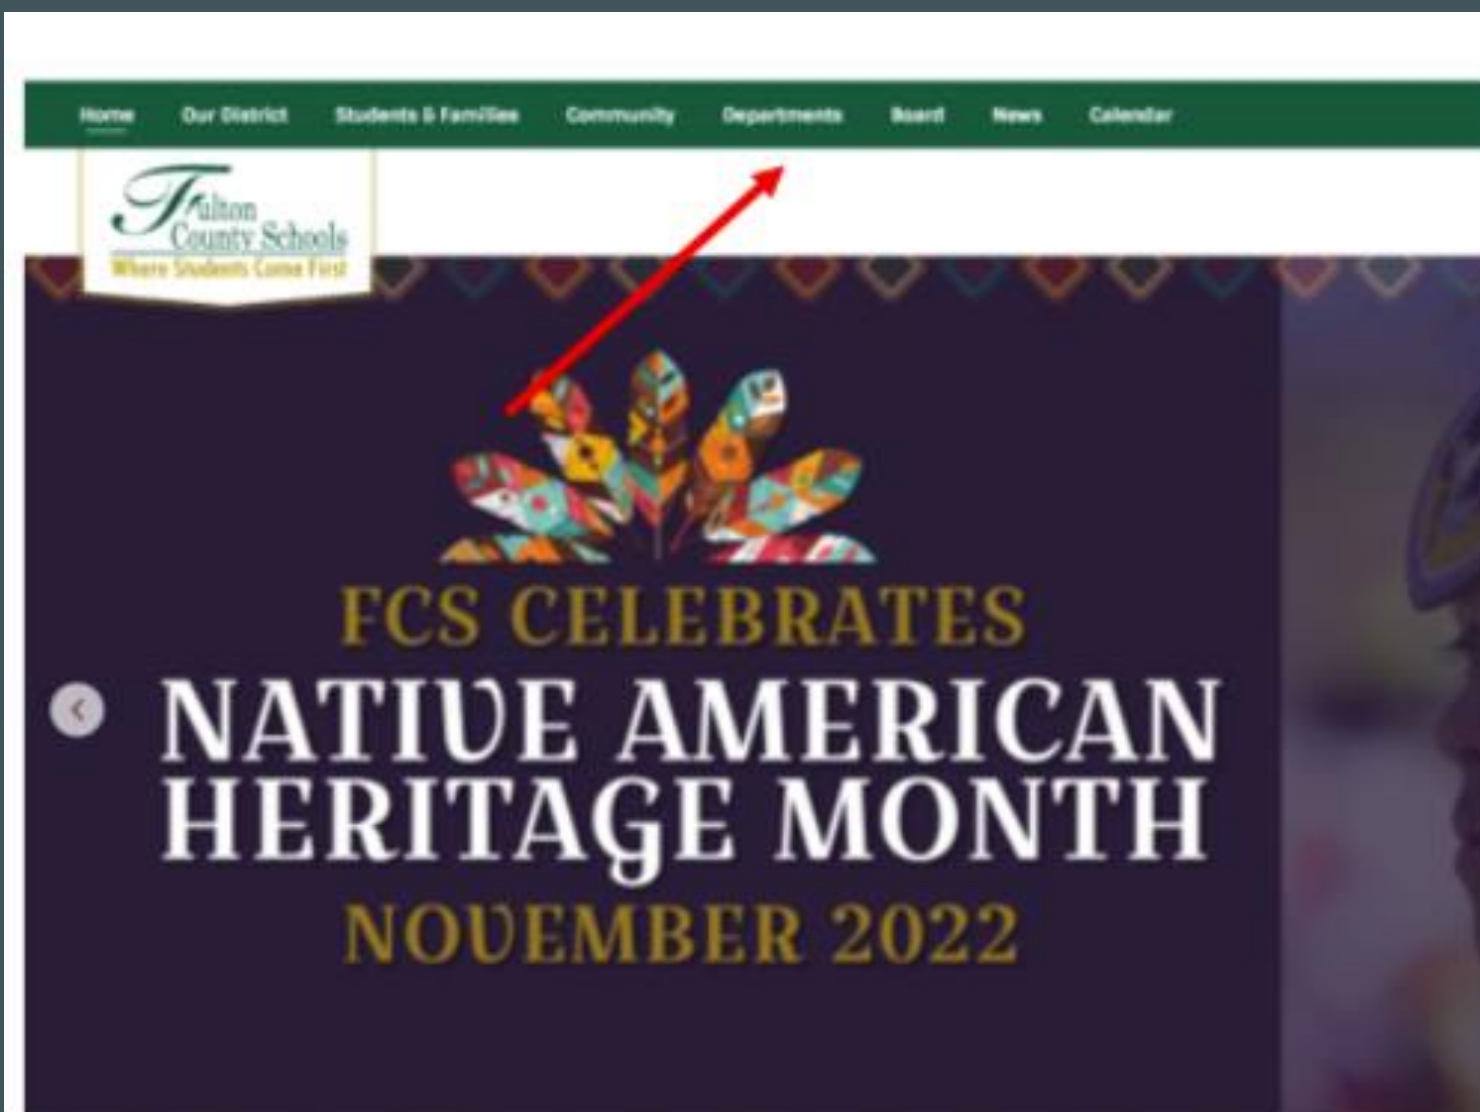 Home Our District Students & Families Community Departments Board News Calendar
Fulton
County Schools
Where Students Come First
FCS CELEBRATES
NATIVE AMERICAN
HERITAGE MONTH
NOVEMBER 2022